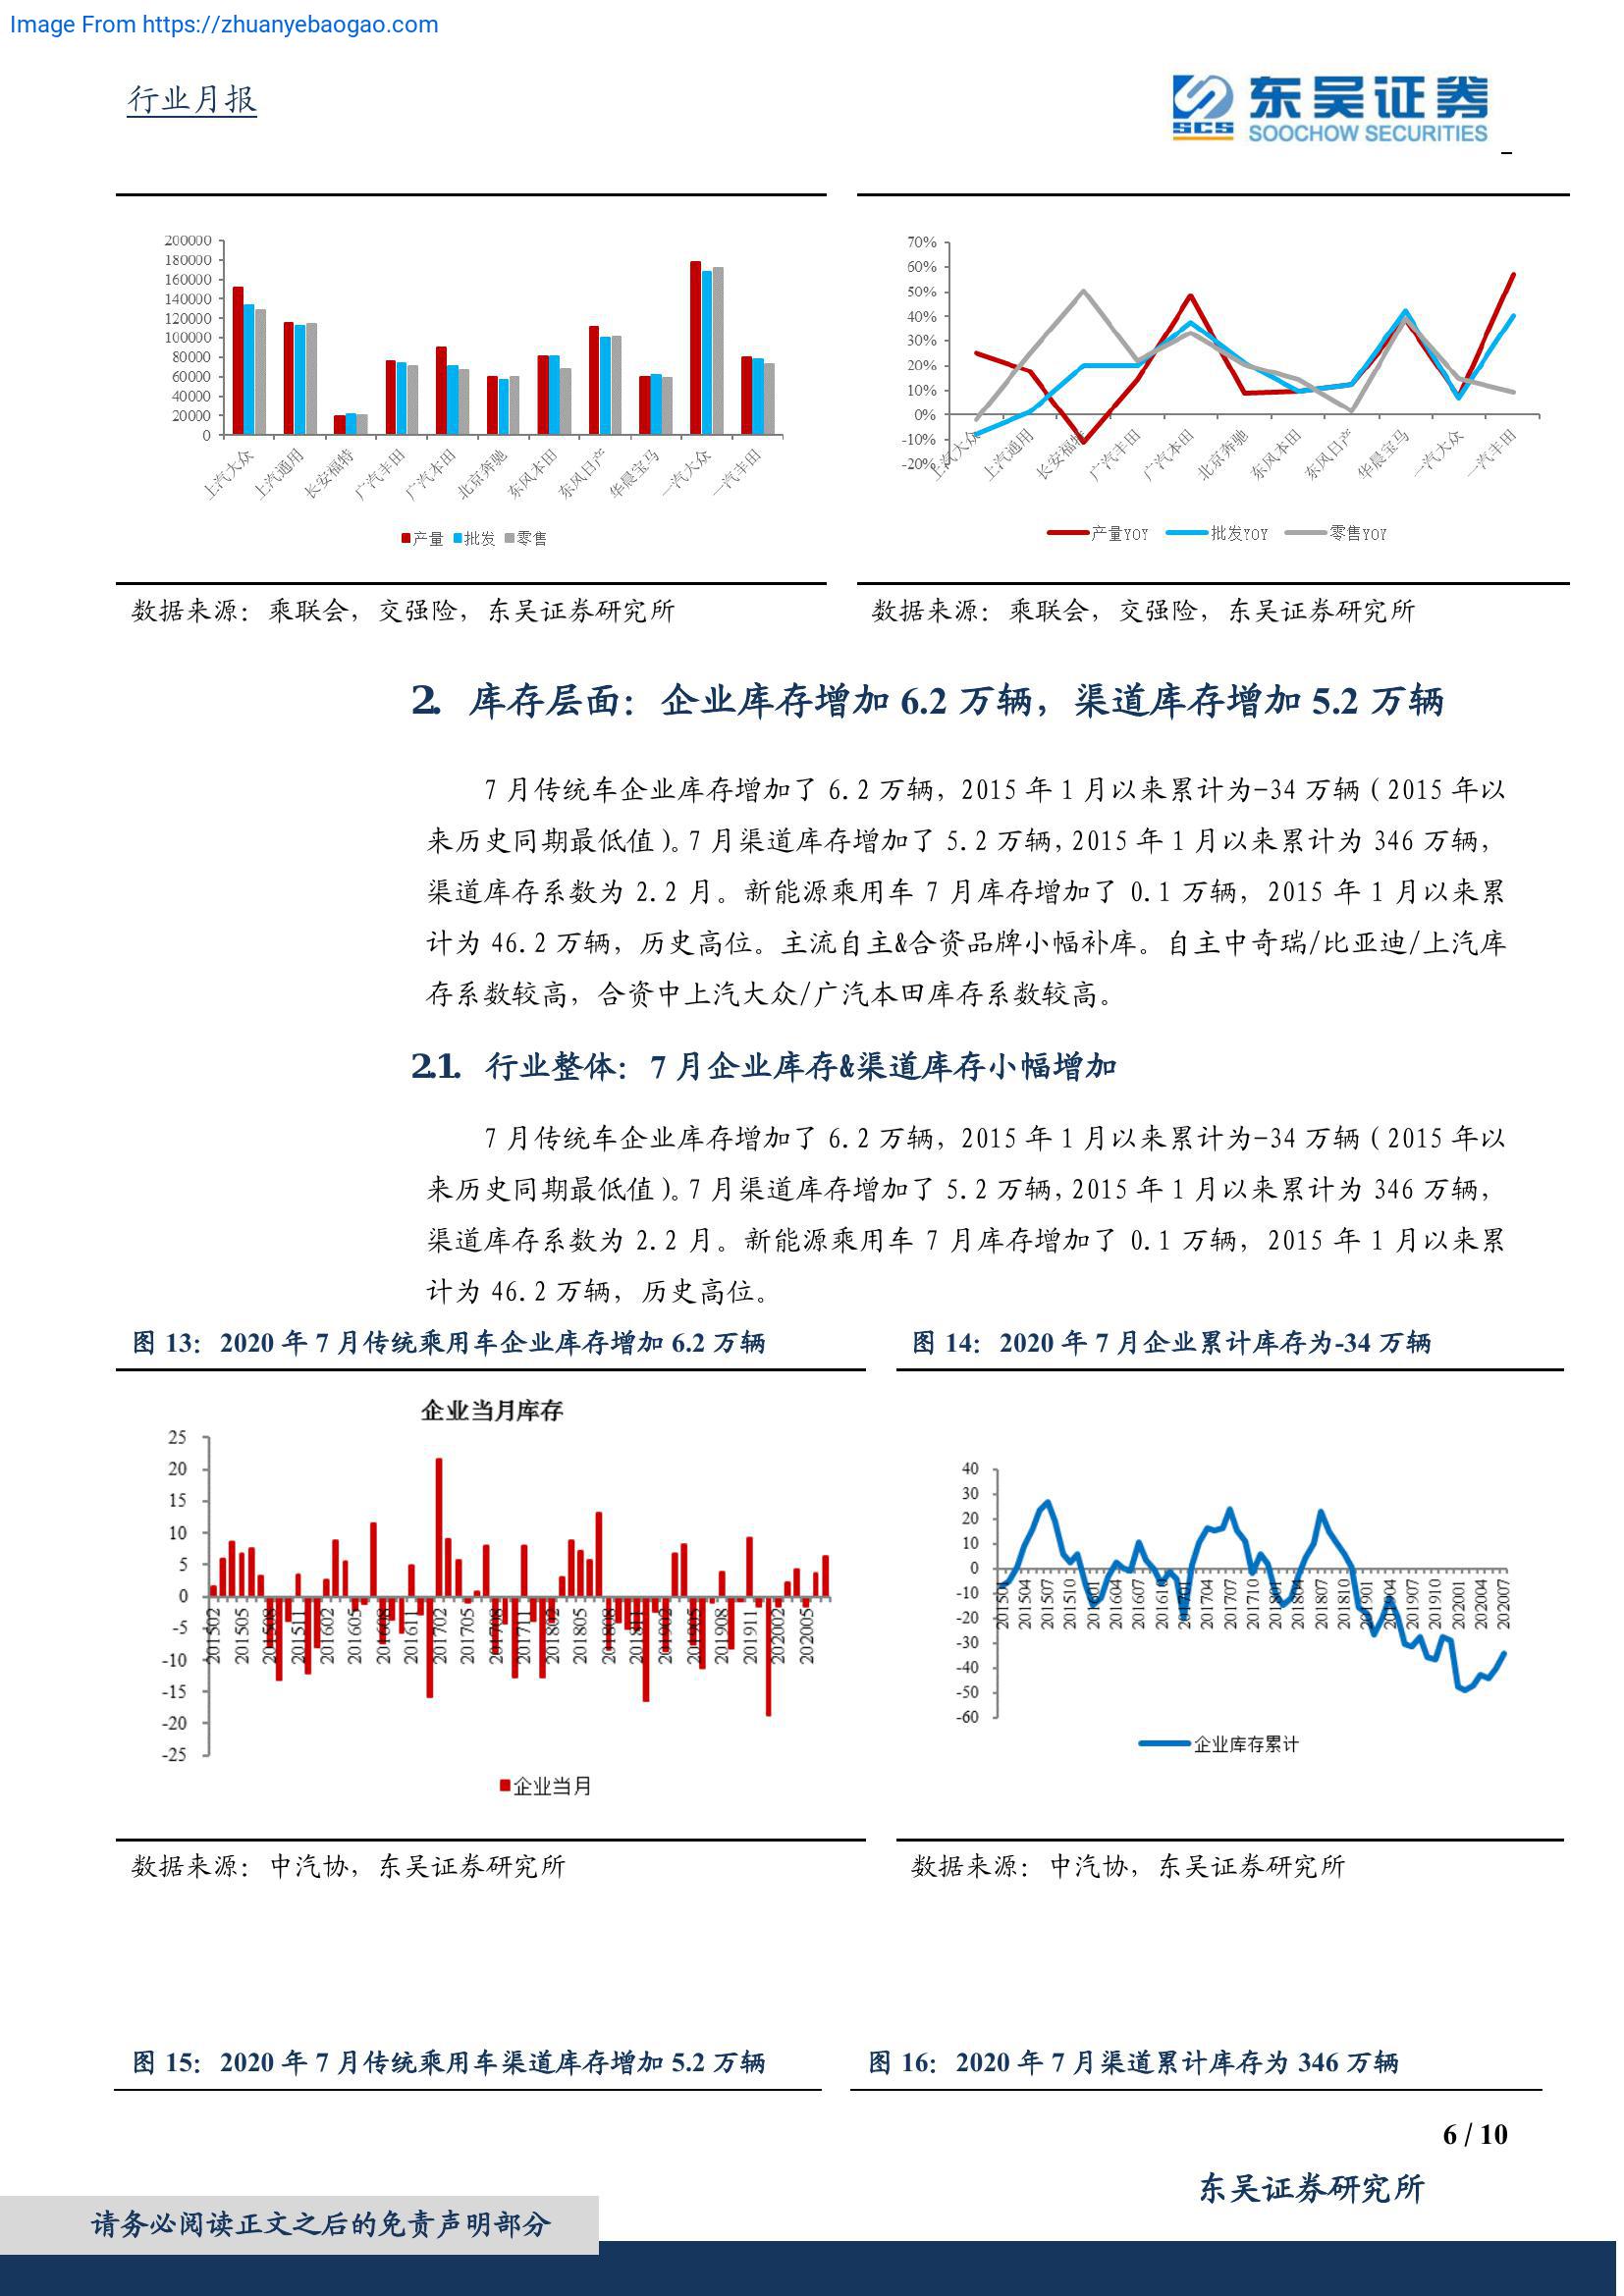 Image From https://zhuanyebaogao.com
行业月报
SCS 东吴证券
SOOCHOW SECURITIES
200000
180000
160000
140000
120000
100000
80000
60000
40000
20000
0
上汽大众 上汽通用 长安福特 广汽丰田 广汽本田 北京奔驰 东风本田 东风日产 华晨宝马 一汽大众 一汽丰田
产量 批发 零售
70%
60%
50%
40%
30%
20%
10%
0%
-10%
-20%
上汽大众 上汽通用 长安福特 广汽丰田 广汽本田 北京奔驰 东风本田 东风日产 华晨宝马 一汽大众 一汽丰田
产量YOY 批发YOY 零售YOY
数据来源：乘联会，交强险，东吴证券研究所
数据来源：乘联会，交强险，东吴证券研究所
2. 库存层面：企业库存增加 6.2 万辆，渠道库存增加 5.2 万辆
7 月传统车企业库存增加了 6.2 万辆，2015 年 1 月以来累计为-34 万辆（2015 年以
来历史同期最低值）。7 月渠道库存增加了 5.2 万辆，2015 年 1 月以来累计为 346 万辆，
渠道库存系数为 2.2 月。新能源乘用车 7 月库存增加了 0.1 万辆，2015 年 1 月以来累
计为 46.2 万辆，历史高位。主流自主&合资品牌小幅补库。自主中奇瑞/比亚迪/上汽库
存系数较高，合资中上汽大众/广汽本田库存系数较高。
2.1. 行业整体：7 月企业库存&渠道库存小幅增加
7 月传统车企业库存增加了 6.2 万辆，2015 年 1 月以来累计为-34 万辆（2015 年以
来历史同期最低值）。7 月渠道库存增加了 5.2 万辆，2015 年 1 月以来累计为 346 万辆，
渠道库存系数为 2.2 月。新能源乘用车 7 月库存增加了 0.1 万辆，2015 年 1 月以来累
计为 46.2 万辆，历史高位。
图 13：2020 年 7 月传统乘用车企业库存增加 6.2 万辆
图 14：2020 年 7 月企业累计库存为-34 万辆
企业当月库存
25
20
15
10
5
0
-5
-10
-15
-20
-25
201502 201505 201508 201511 201602 201605 201608 201611 201702 201705 201708 201711 201802 201805 201808 201811 201902 201905 201908 201911 202002 202005
企业当月
40
30
20
10
0
-10
-20
-30
-40
-50
-60
201501 201504 201507 201510 201601 201604 201607 201610 201701 201704 201707 201710 201801 201804 201807 201810 201901 201904 201907 201910 202001 202004 202007
企业库存累计
数据来源：中汽协，东吴证券研究所
数据来源：中汽协，东吴证券研究所
图 15：2020 年 7 月传统乘用车渠道库存增加 5.2 万辆
图 16：2020 年 7 月渠道累计库存为 346 万辆
6 / 10
东吴证券研究所
请务必阅读正文之后的免责声明部分